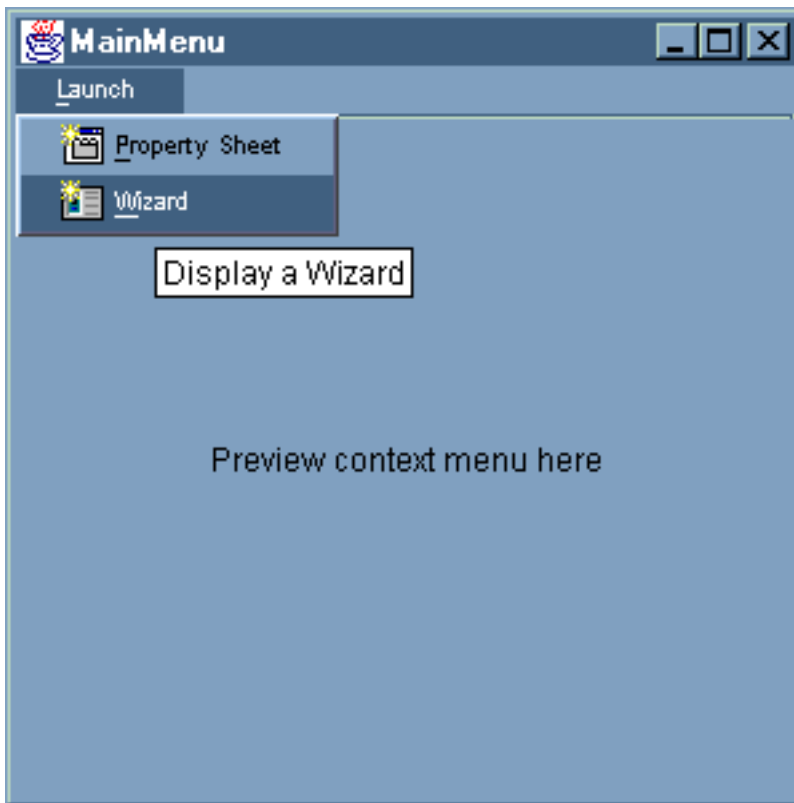 MainMenu
Launch
Property Sheet
Wizard
Display a Wizard
Preview context menu here